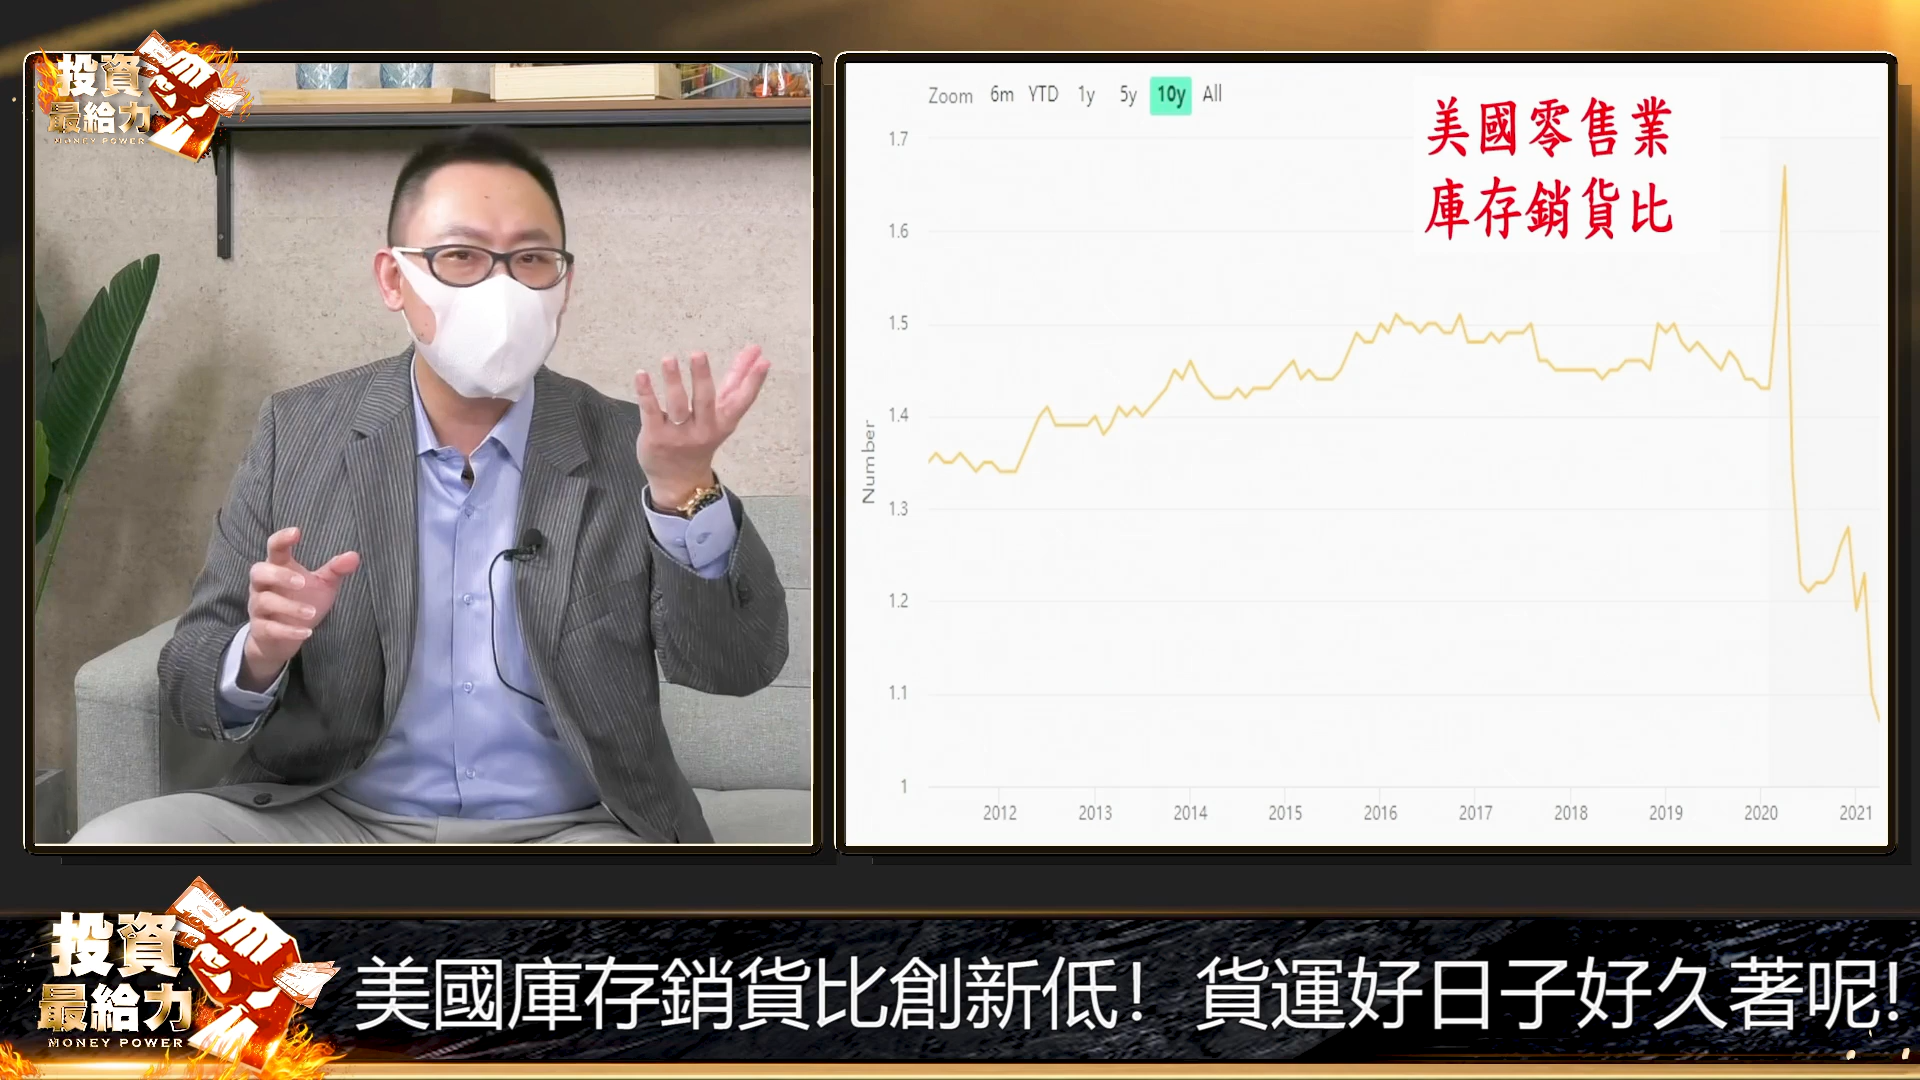 投資
最給力
MONEY POWER
Zoom 6m YTD 1y 5y 10y All
美國零售業
庫存銷貨比
1.7
1.6
1.5
1.4
1.3
1.2
1.1
1
Number
2012 2013 2014 2015 2016 2017 2018 2019 2020 2021
投資
最給力
MONEY POWER
美國庫存銷貨比創新低！貨運好日子好久著呢!